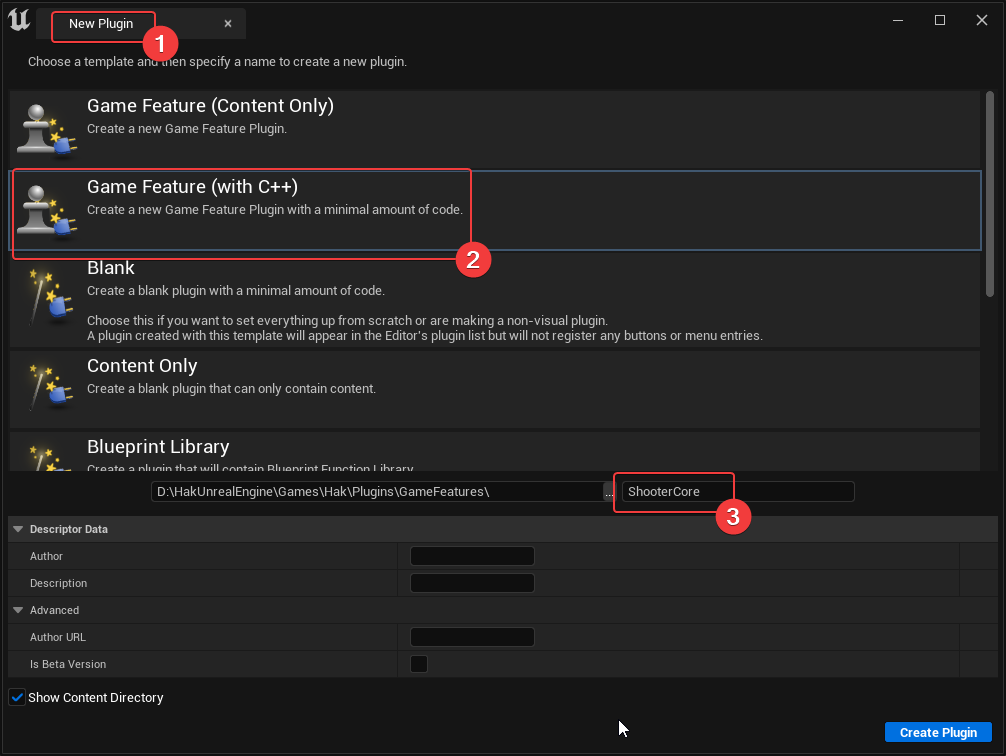 New Plugin
1
Choose a template and then specify a name to create a new plugin.
Game Feature (Content Only)
Create a new Game Feature Plugin.
Game Feature (with C++)
Create a new Game Feature Plugin with a minimal amount of code.
2
Blank
Create a blank plugin with a minimal amount of code.
Choose this if you want to set everything up from scratch or are making a non-visual plugin.
A plugin created with this template will appear in the Editor's plugin list but will not register any buttons or menu entries.
Content Only
Create a blank plugin that can only contain content.
Blueprint Library
Create a plugin that will contain Blueprint Function Library.
D:\HakUnrealEngine\Games\Hak\Plugins\GameFeatures\ ... ShooterCore
3
Descriptor Data
Author
Description
Advanced
Author URL
Is Beta Version
Show Content Directory
Create Plugin